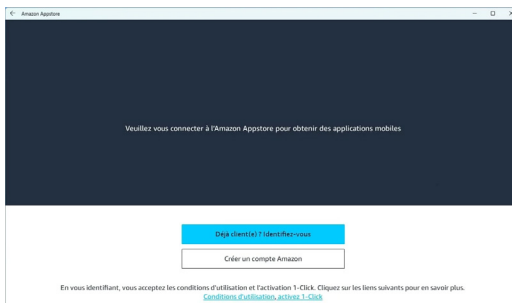 Amazon Appstore
Veuillez vous connecter à l'Amazon Appstore pour obtenir des applications mobiles
Déjà client(e) ? Identifiez-vous
Créer un compte Amazon
En vous identifiant, vous acceptez les conditions d'utilisation et l'activation 1-Click. Cliquez sur les liens suivants pour en savoir plus.
Conditions d'utilisation, activez 1-Click